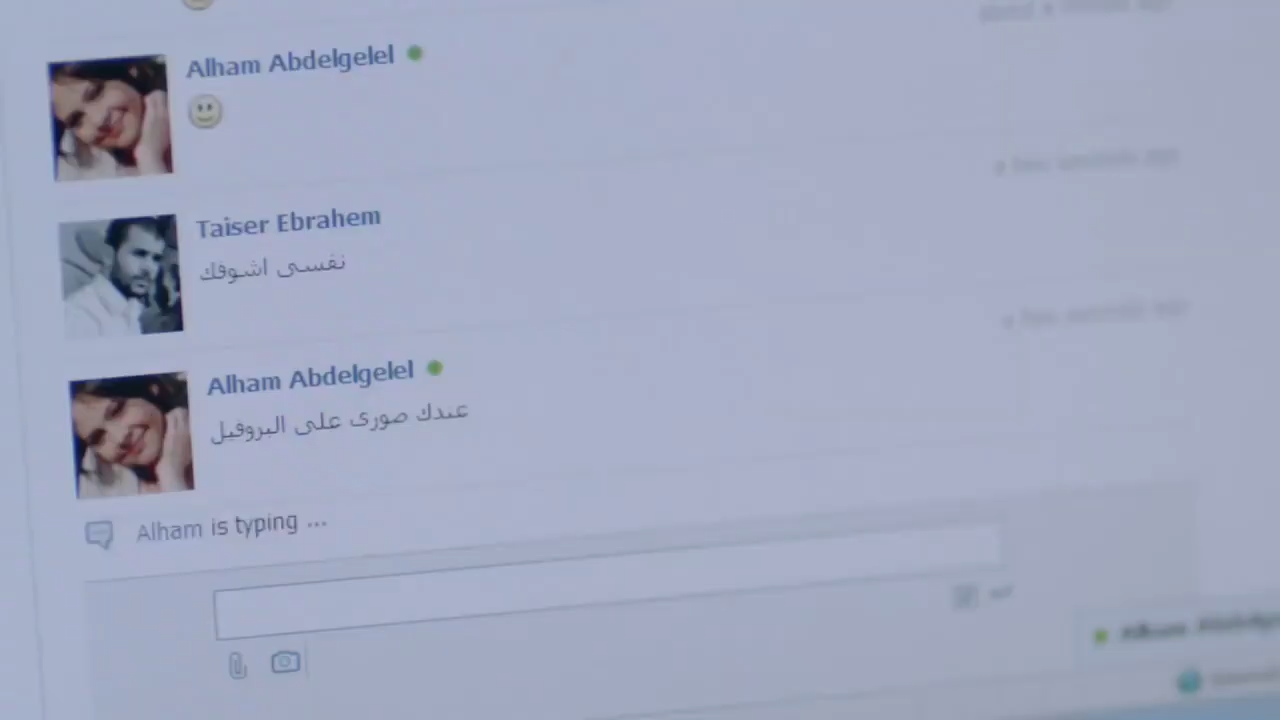 Alham Abdelgelel
Taiser Ebrahem
نفسى اشوفك
Alham Abdelgelel
عندك صورى على البروفيل
Alham is typing ...